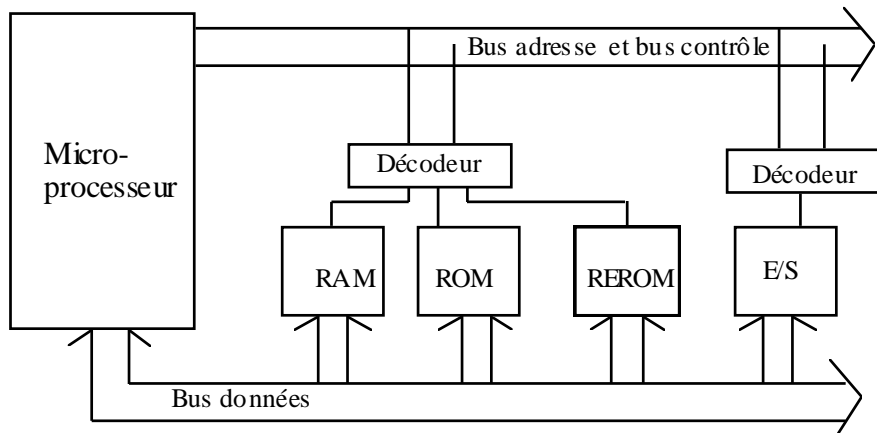 Bus adresse et bus contrôle
Micro-
processeur
Décodeur
Décodeur
RAM
ROM
REROM
E/S
Bus données